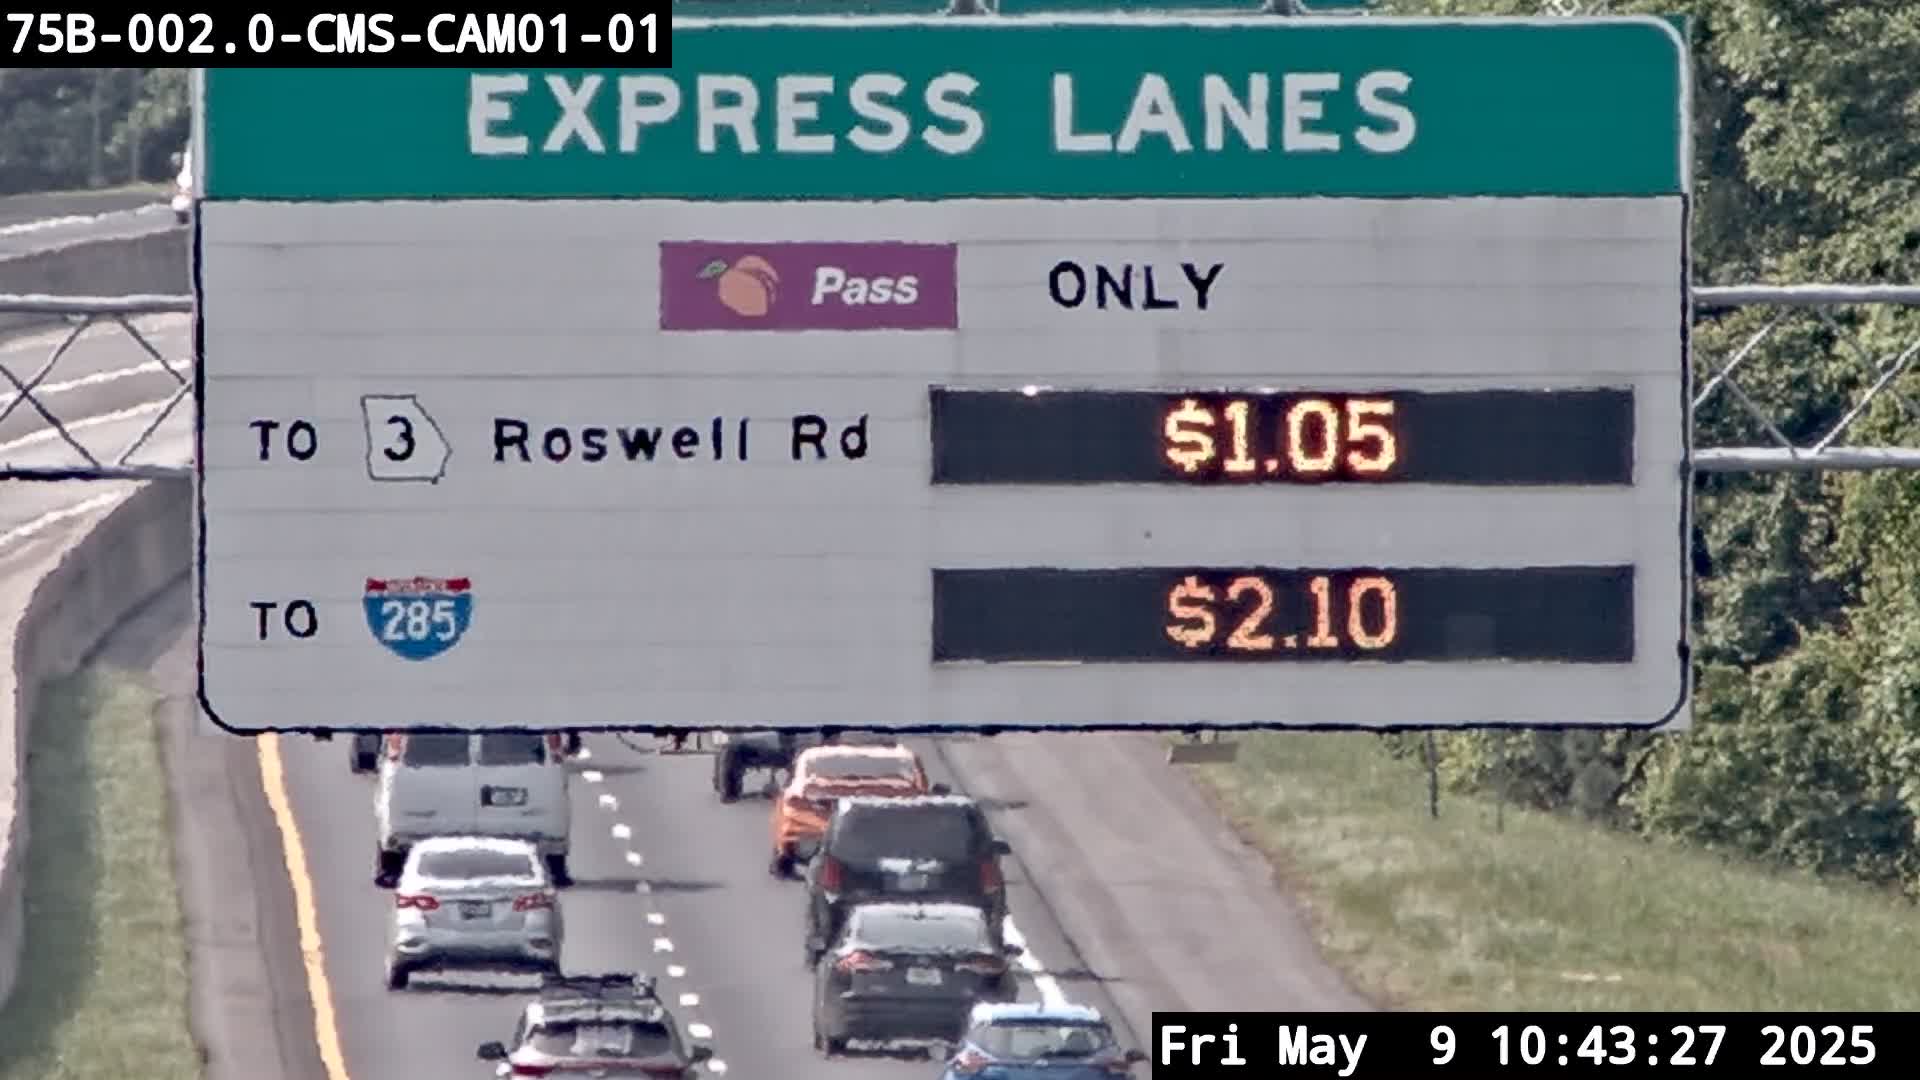 75B-002.0-CMS-CAM01-01
EXPRESS LANES
Pass ONLY
TO 3 Roswell Rd $1.05
TO 285 $2.10
Fri May 9 10:43:27 2025